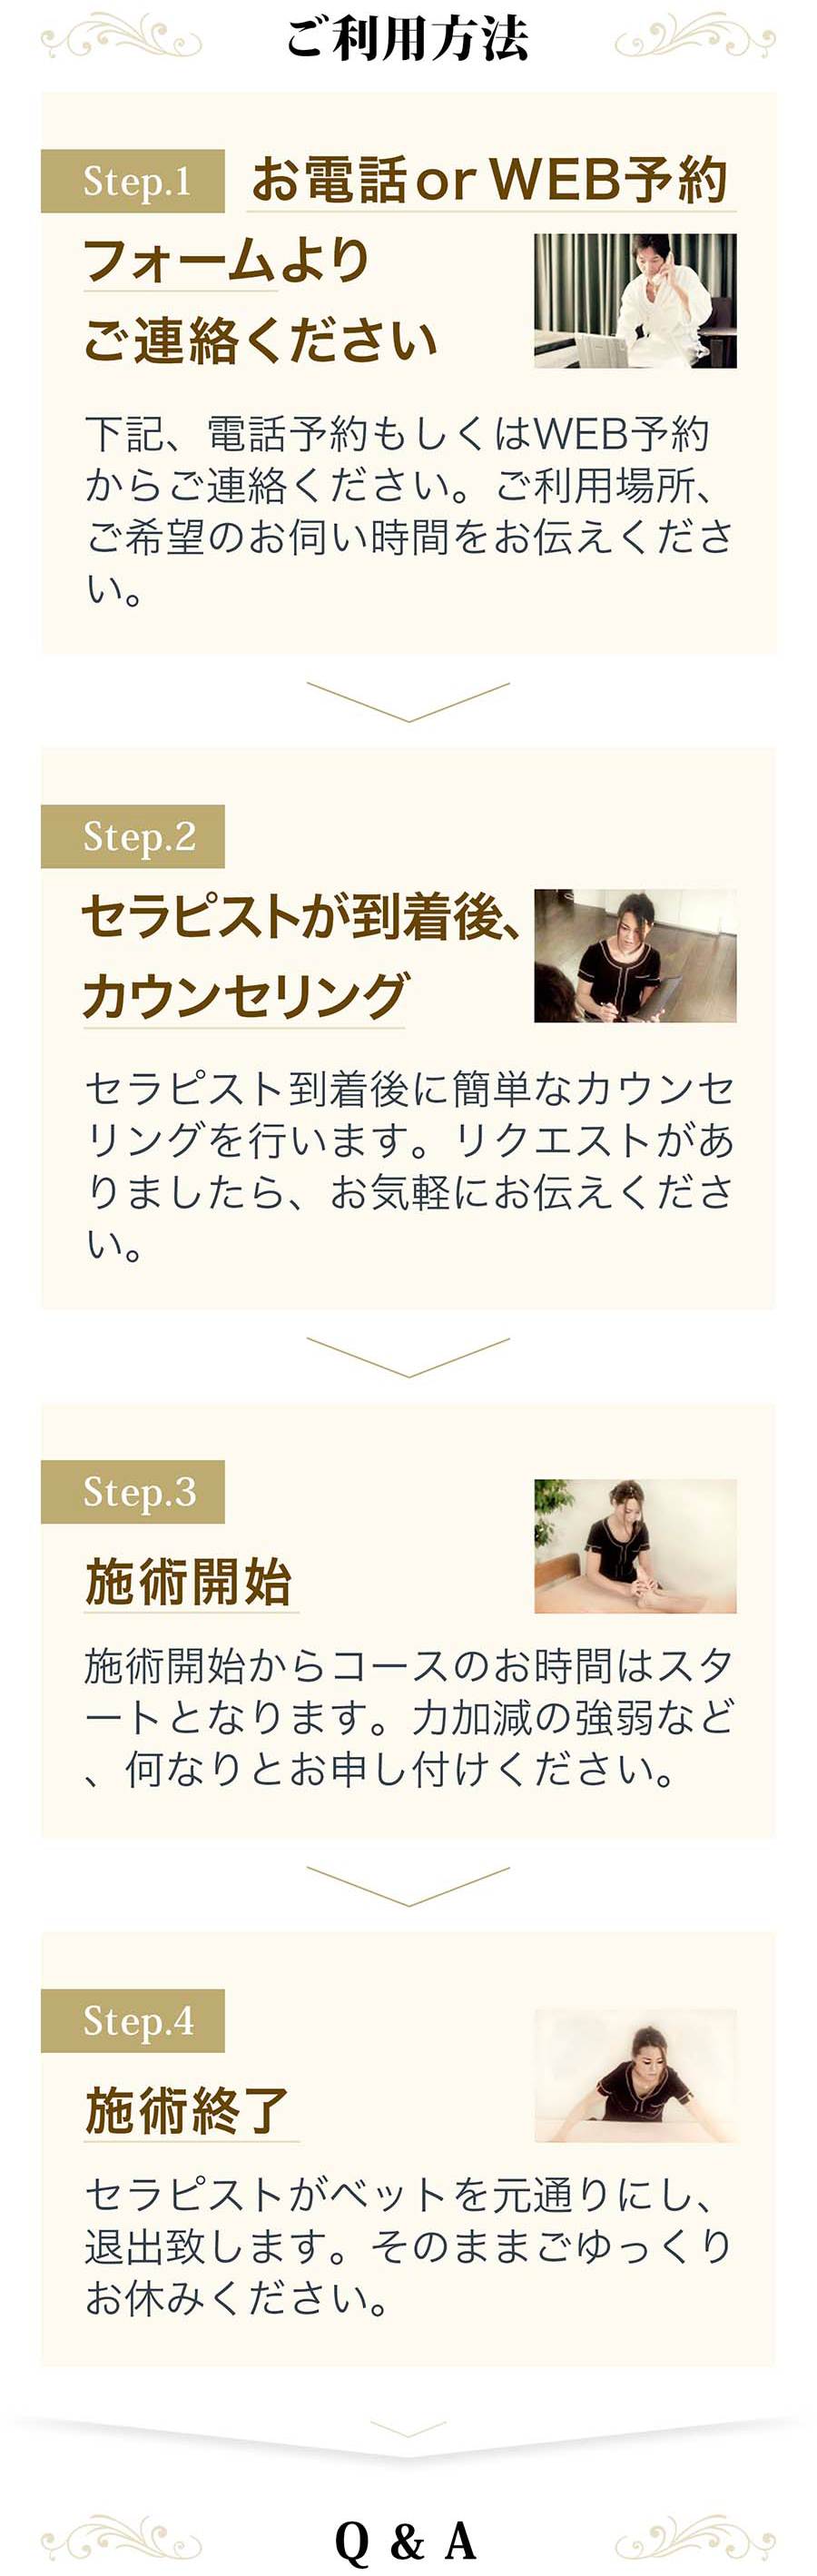 ご利用方法
Step.1 お電話or WEB予約
フォームより
ご連絡ください
下記、電話予約もしくはWEB予約
からご連絡ください。ご利用場所、
ご希望のお伺い時間をお伝えくださ
い。
Step.2
セラピストが到着後、
カウンセリング
セラピスト到着後に簡単なカウンセ
リングを行います。リクエストがあ
りましたら、お気軽にお伝えくださ
い。
Step.3
施術開始
施術開始からコースのお時間はスタ
ートとなります。力加減の強弱など
、何なりとお申し付けください。
Step.4
施術終了
セラピストがベットを元通りにし、
退出致します。そのままごゆっくり
お休みください。
Q & A